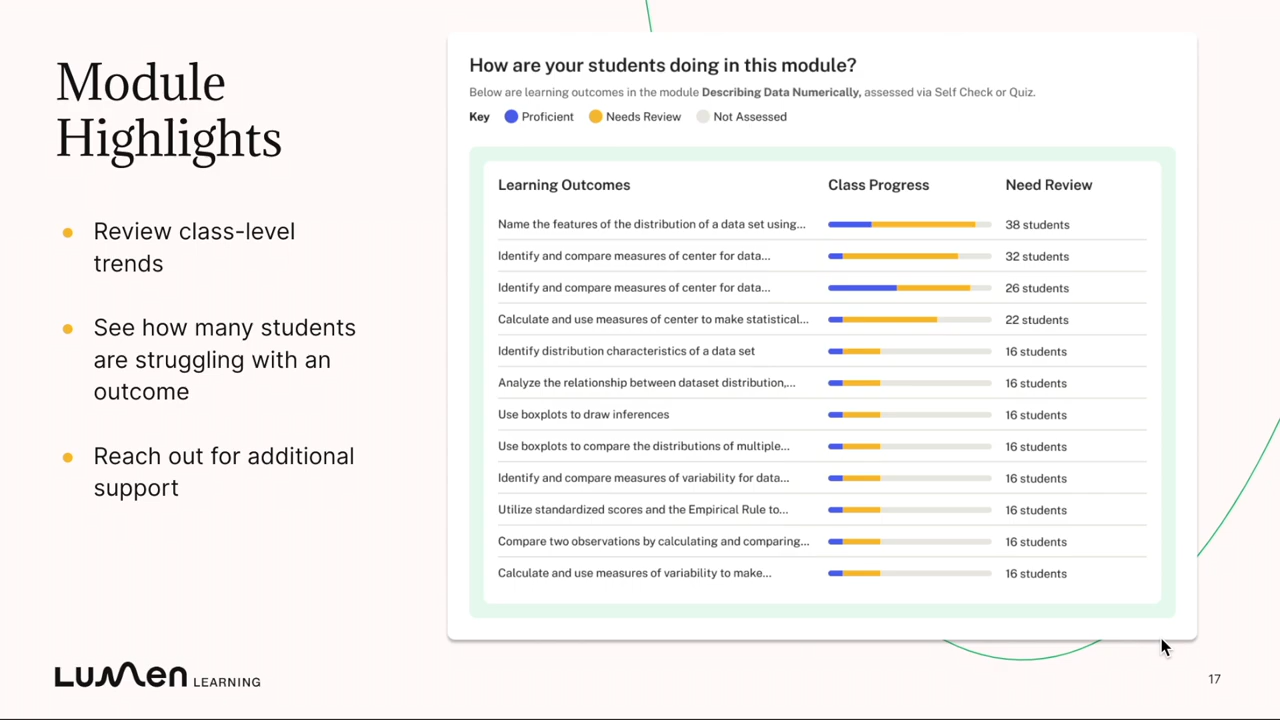 Module
Highlights
Review class-level
trends
See how many students
are struggling with an
outcome
Reach out for additional
support
How are your students doing in this module?
Below are learning outcomes in the module Describing Data Numerically, assessed via Self Check or Quiz.
Key Proficient Needs Review Not Assessed
Learning Outcomes Class Progress Need Review
Name the features of the distribution of a data set using... 38 students
Identify and compare measures of center for data... 32 students
Identify and compare measures of center for data... 26 students
Calculate and use measures of center to make statistical... 22 students
Identify distribution characteristics of a data set 16 students
Analyze the relationship between dataset distribution,... 16 students
Use boxplots to draw inferences 16 students
Use boxplots to compare the distributions of multiple... 16 students
Identify and compare measures of variability for data... 16 students
Utilize standardized scores and the Empirical Rule to... 16 students
Compare two observations by calculating and comparing... 16 students
Calculate and use measures of variability to make... 16 students
Lumen LEARNING
17